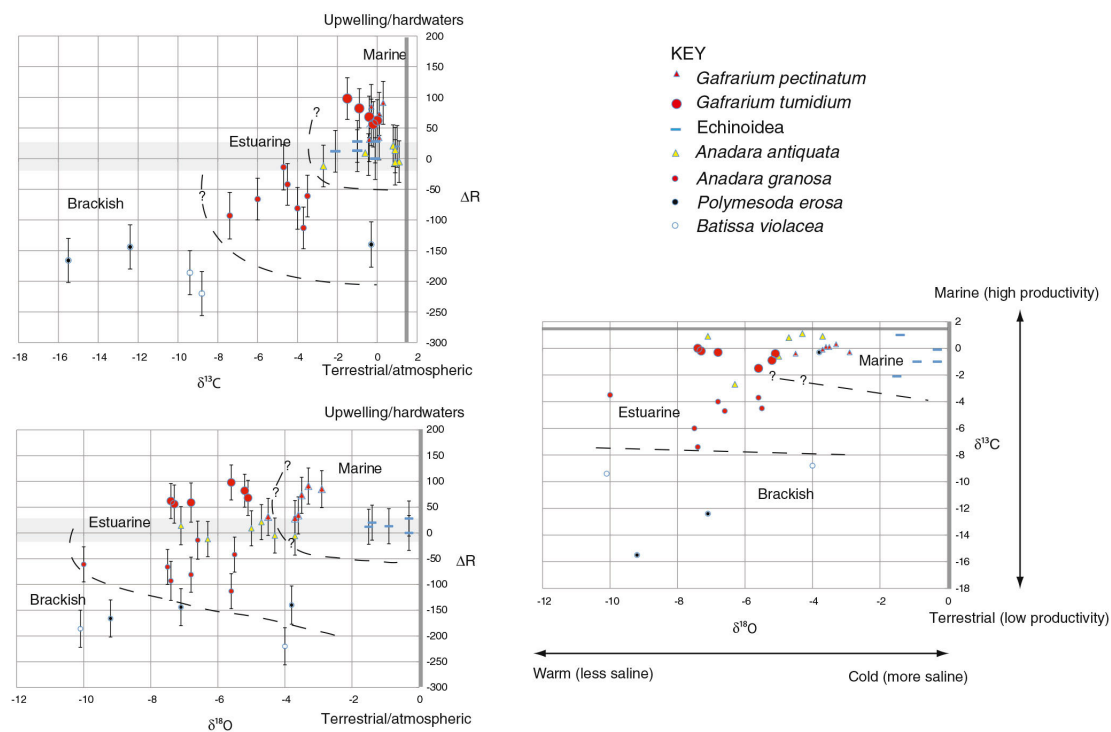 Upwelling/hardwaters
200
Marine
150
100
50
0
-50
-100
-150
-200
-250
-300
ΔR
?
Estuarine
?
Brackish
-18 -16 -14 -12 -10 -8 -6 -4 -2 0 2
δ¹³C
Terrestrial/atmospheric
KEY
Gafrarium pectinatum
Gafrarium tumidium
Echinoidea
Anadara antiquata
Anadara granosa
Polymesoda erosa
Batissa violacea
Upwelling/hardwaters
200
150
100
50
0
-50
-100
-150
-200
-250
-300
ΔR
? Marine
?
Estuarine
?
Brackish
-12 -10 -8 -6 -4 -2 0
δ¹⁸O
Terrestrial/atmospheric
Marine (high productivity)
2
0
-2
-4
-6
-8
-10
-12
-14
-16
-18
δ¹³C
Marine
? ?
Estuarine
Brackish
-12 -10 -8 -6 -4 -2 0
δ¹⁸O
Terrestrial (low productivity)
Warm (less saline)
Cold (more saline)